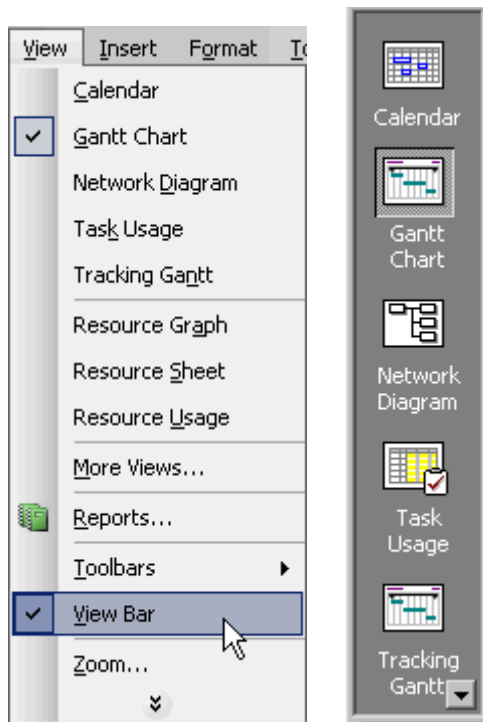 View Insert Format
Calendar
Gantt Chart
Network Diagram
Task Usage
Tracking Gantt
Resource Graph
Resource Sheet
Resource Usage
More Views...
Reports...
Toolbars
View Bar
Zoom...
Calendar
Gantt
Chart
Network
Diagram
Task
Usage
Tracking
Gantt